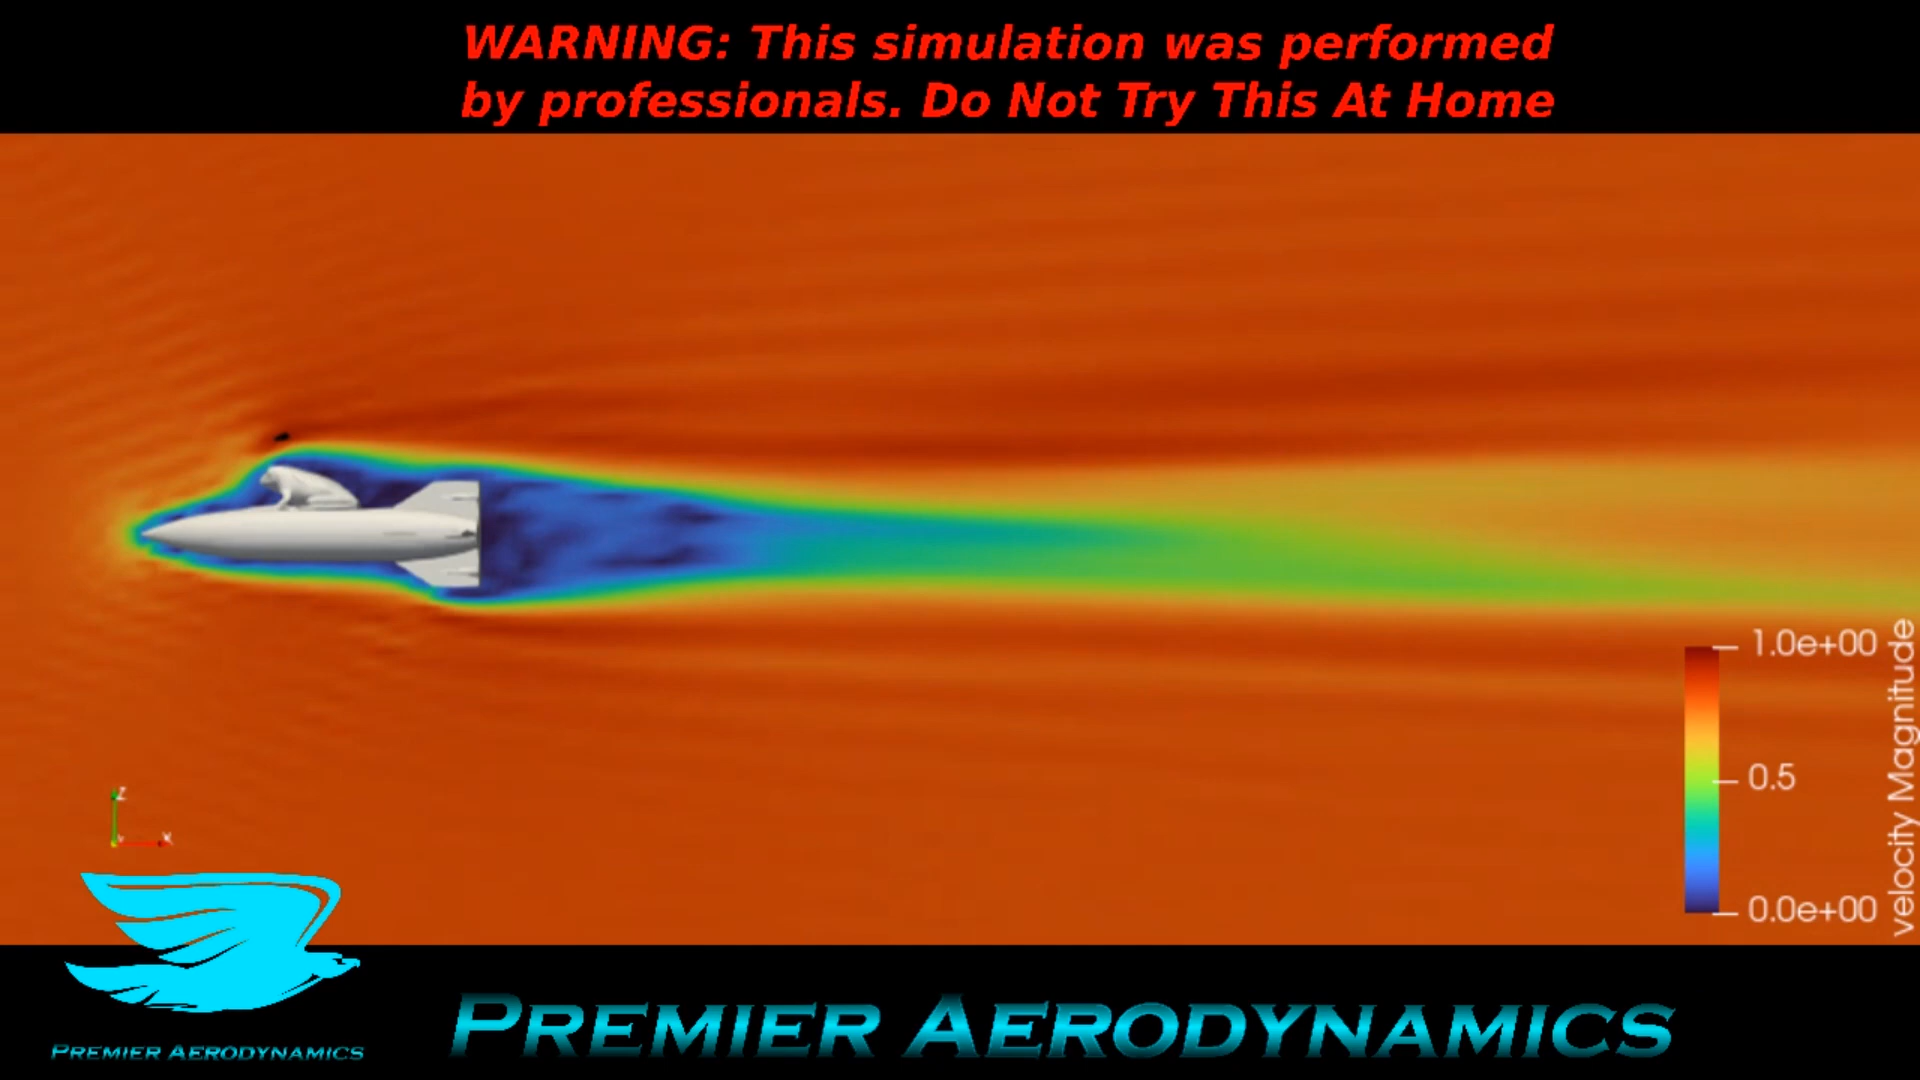 WARNING: This simulation was performed
by professionals. Do Not Try This At Home
1.0e+00
0.5
0.0e+00
velocity Magnitude
Z
Y
X
PREMIER AERODYNAMICS
PREMIER AERODYNAMICS